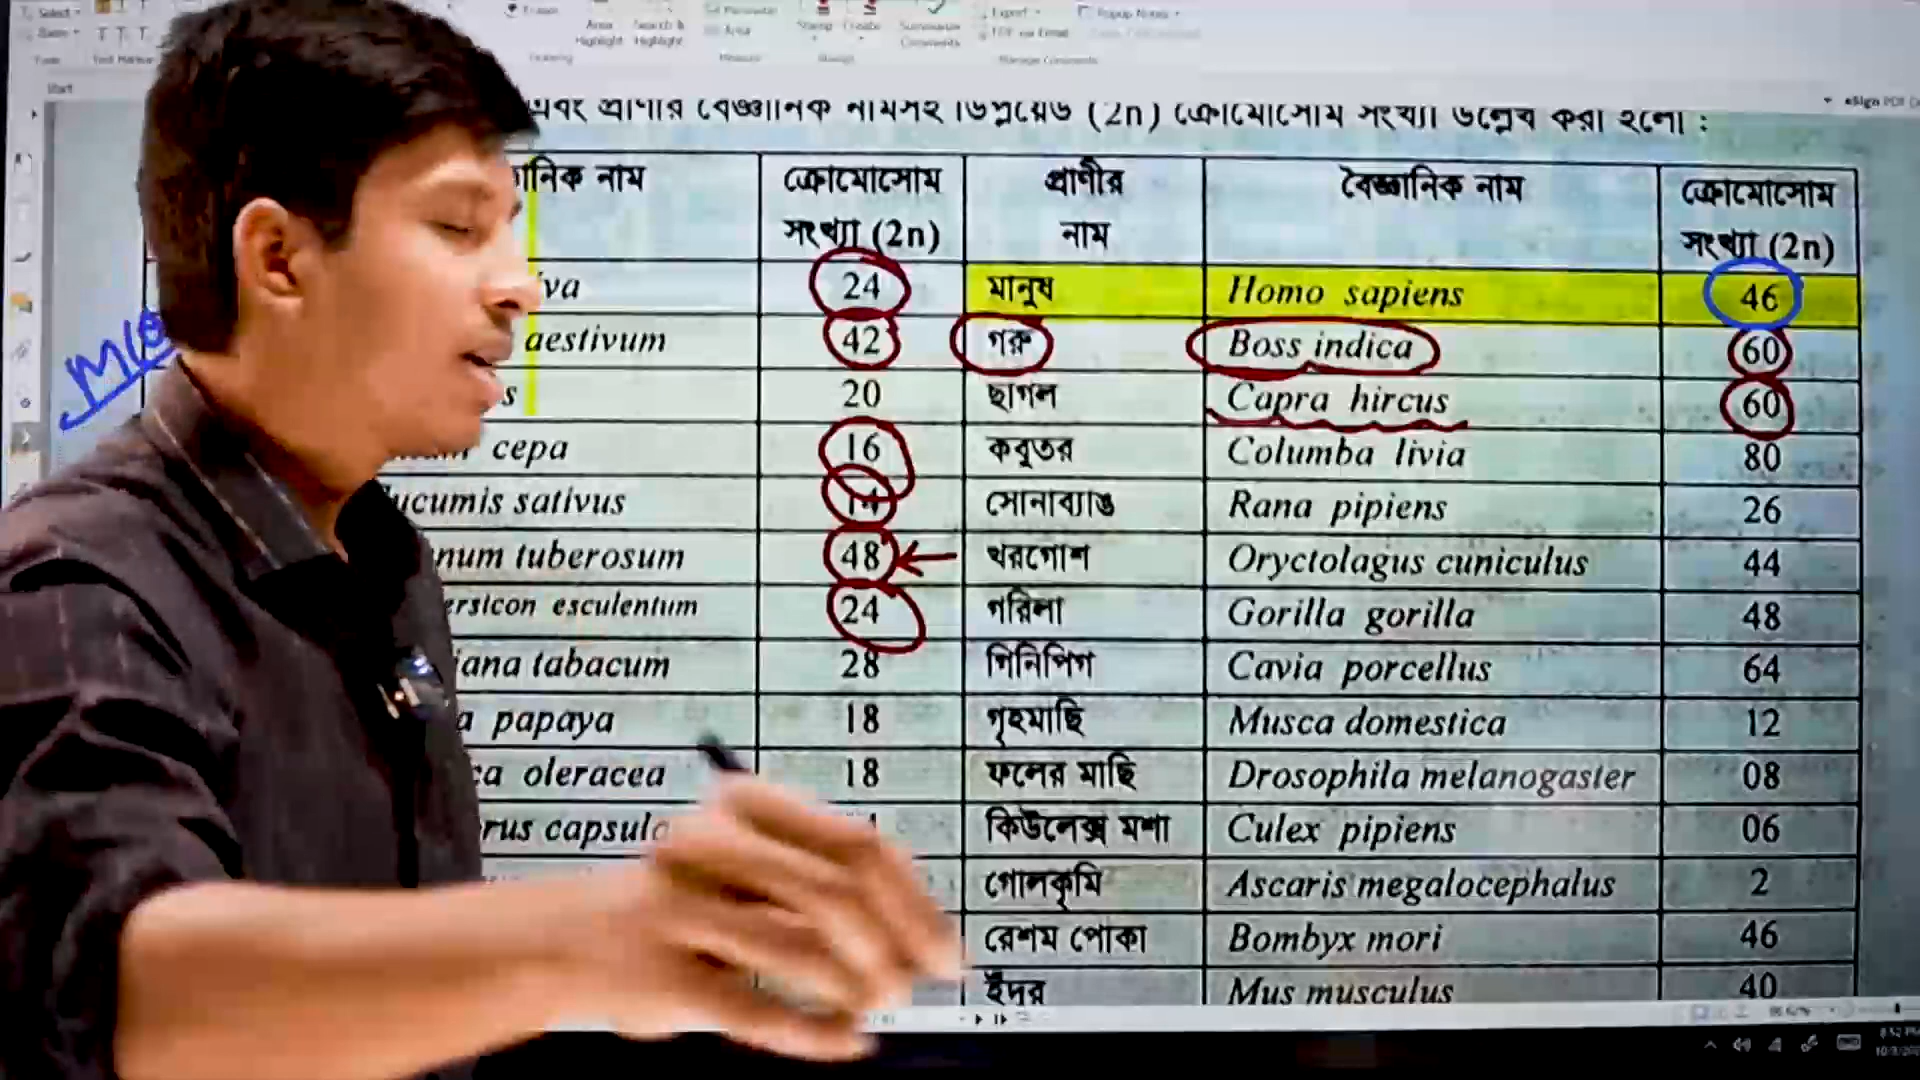 Start
এবং প্রাণীর বৈজ্ঞানিক নামসহ ডিপ্লয়েড (2n) ক্রোমোসোম সংখ্যা উল্লেখ করা হলো :
নিক নাম ক্রোমোসোম সংখ্যা (2n) প্রাণীর নাম বৈজ্ঞানিক নাম ক্রোমোসোম সংখ্যা (2n)
va 24 মানুষ Homo sapiens 46
aestivum 42 গরু Boss indica 60
s 20 ছাগল Capra hircus 60
cepa 16 কবুতর Columba livia 80
ucumis sativus 14 সোনাব্যাঙ Rana pipiens 26
num tuberosum 48 খরগোশ Oryctolagus cuniculus 44
ersicon esculentum 24 গরিলা Gorilla gorilla 48
iana tabacum 28 গিনিপিগ Cavia porcellus 64
a papaya 18 গৃহমাছি Musca domestica 12
ca oleracea 18 ফলের মাছি Drosophila melanogaster 08
rus capsula কিউলেক্স মশা Culex pipiens 06
গোলকৃমি Ascaris megalocephalus 2
রেশম পোকা Bombyx mori 46
ইঁদুর Mus musculus 40